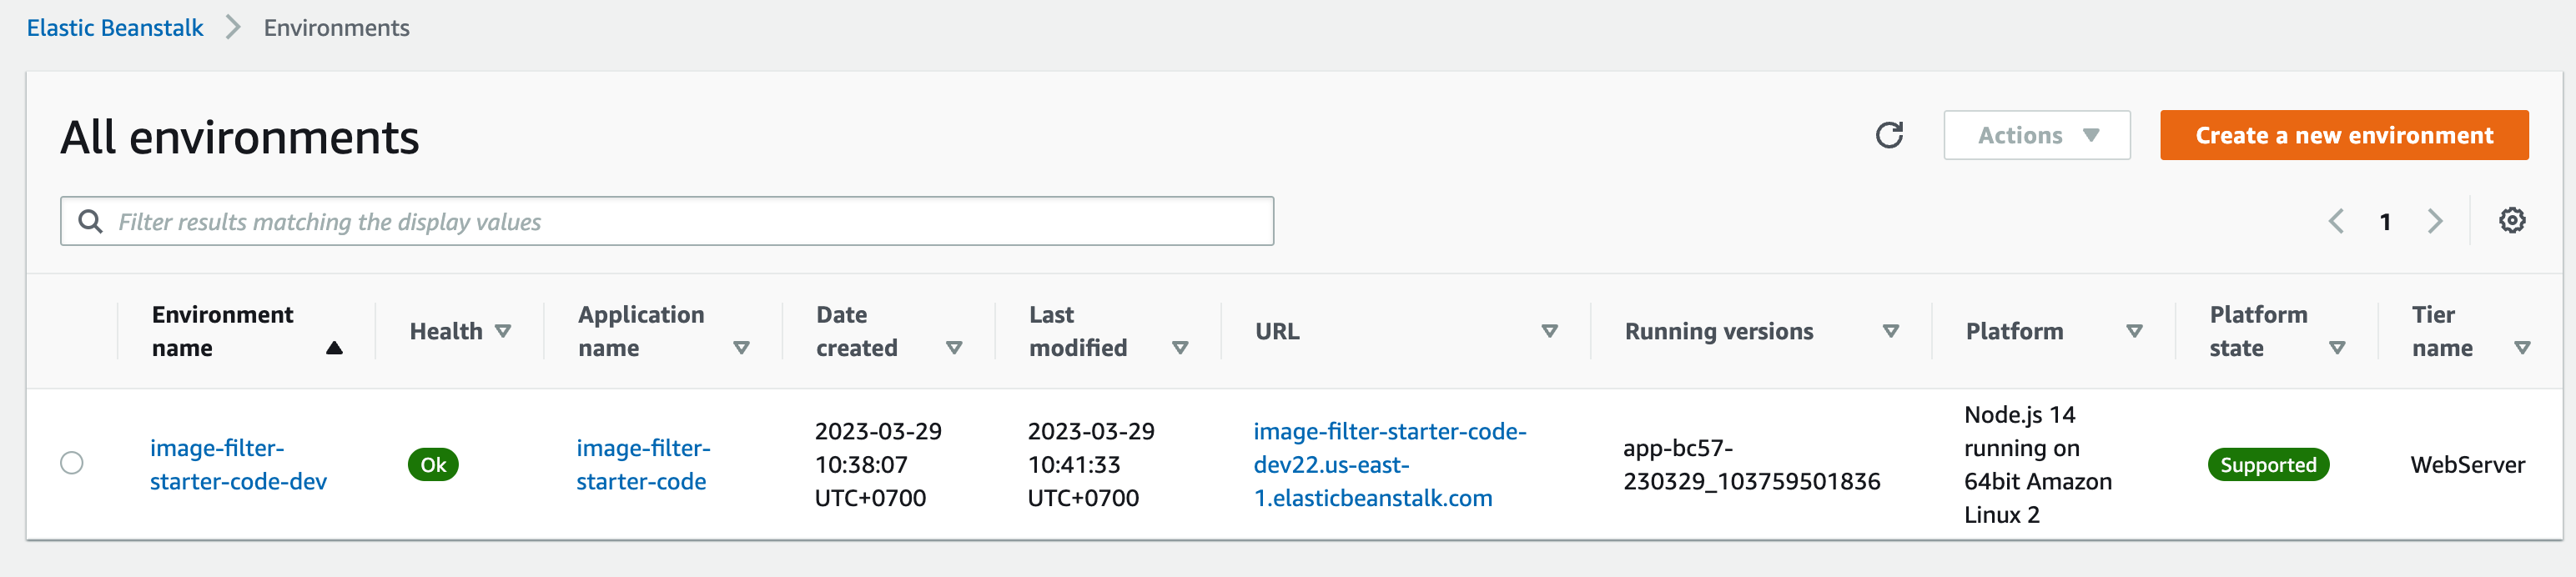 Elastic Beanstalk > Environments
All environments
Actions
Create a new environment
Filter results matching the display values
1
Environment name
Health
Application name
Date created
Last modified
URL
Running versions
Platform
Platform state
Tier name
image-filter-
starter-code-dev
Ok
image-filter-
starter-code
2023-03-29
10:38:07
UTC+0700
2023-03-29
10:41:33
UTC+0700
image-filter-starter-code-
dev22.us-east-
1.elasticbeanstalk.com
app-bc57-
230329_103759501836
Node.js 14
running on
64bit Amazon
Linux 2
Supported
WebServer